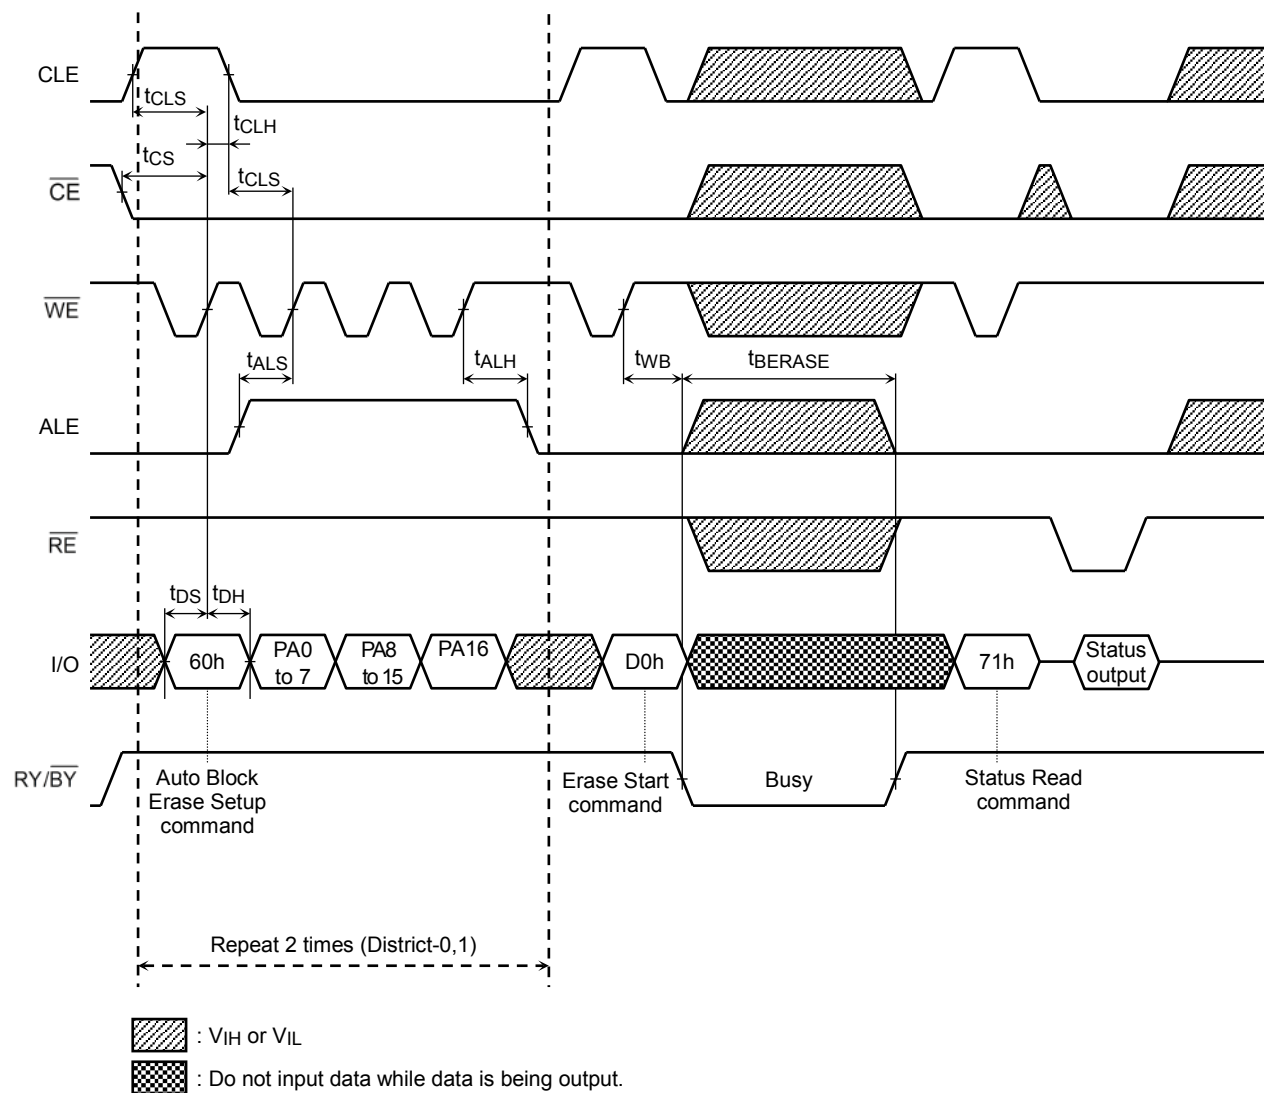 CLE
tCLS
tCLH
tCS
tCLS
CE
WE
tALS
tALH
tWB
tBERASE
ALE
RE
tDS
tDH
I/O
60h
PA0
to 7
PA8
to 15
PA16
D0h
71h
Status
output
RY/BY
Auto Block
Erase Setup
command
Erase Start
command
Busy
Status Read
command
Repeat 2 times (District-0,1)
: VIH or VIL
: Do not input data while data is being output.